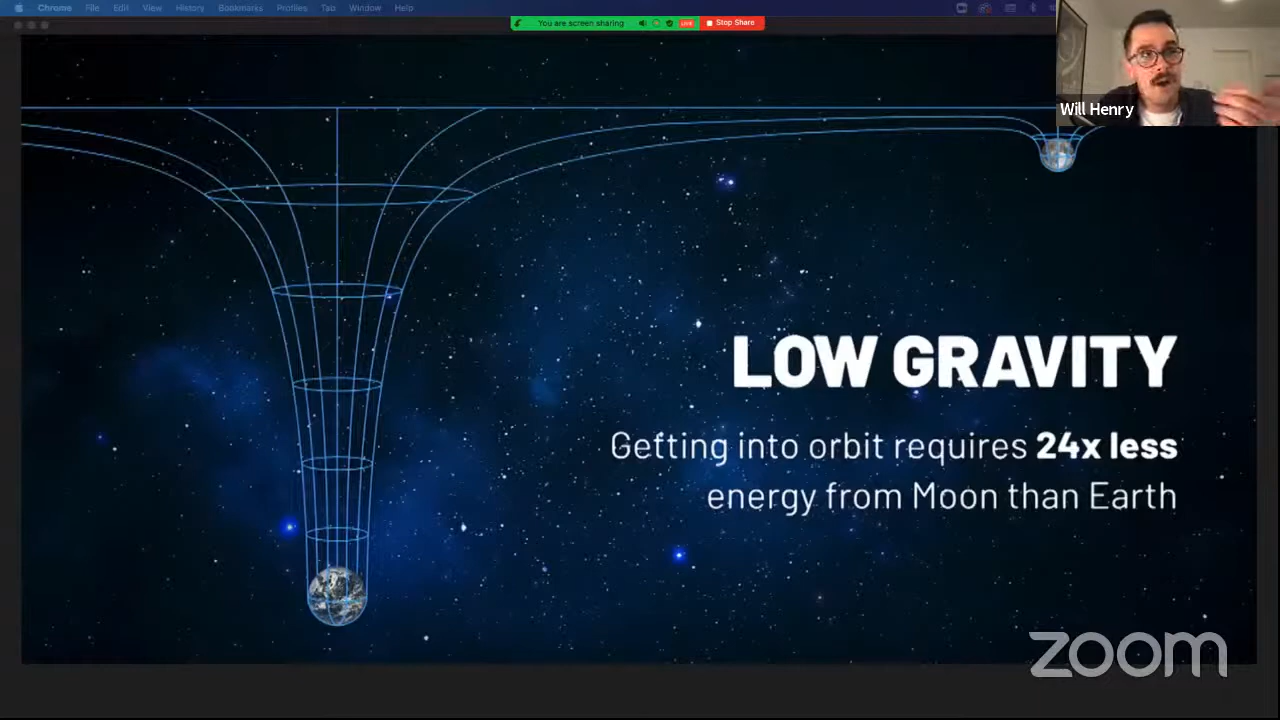 Chrome File Edit View History Bookmarks Profiles Tab Window Help
You are screen sharing LIVE Stop Share
Will Henry
LOW GRAVITY
Getting into orbit requires 24x less
energy from Moon than Earth
zoom